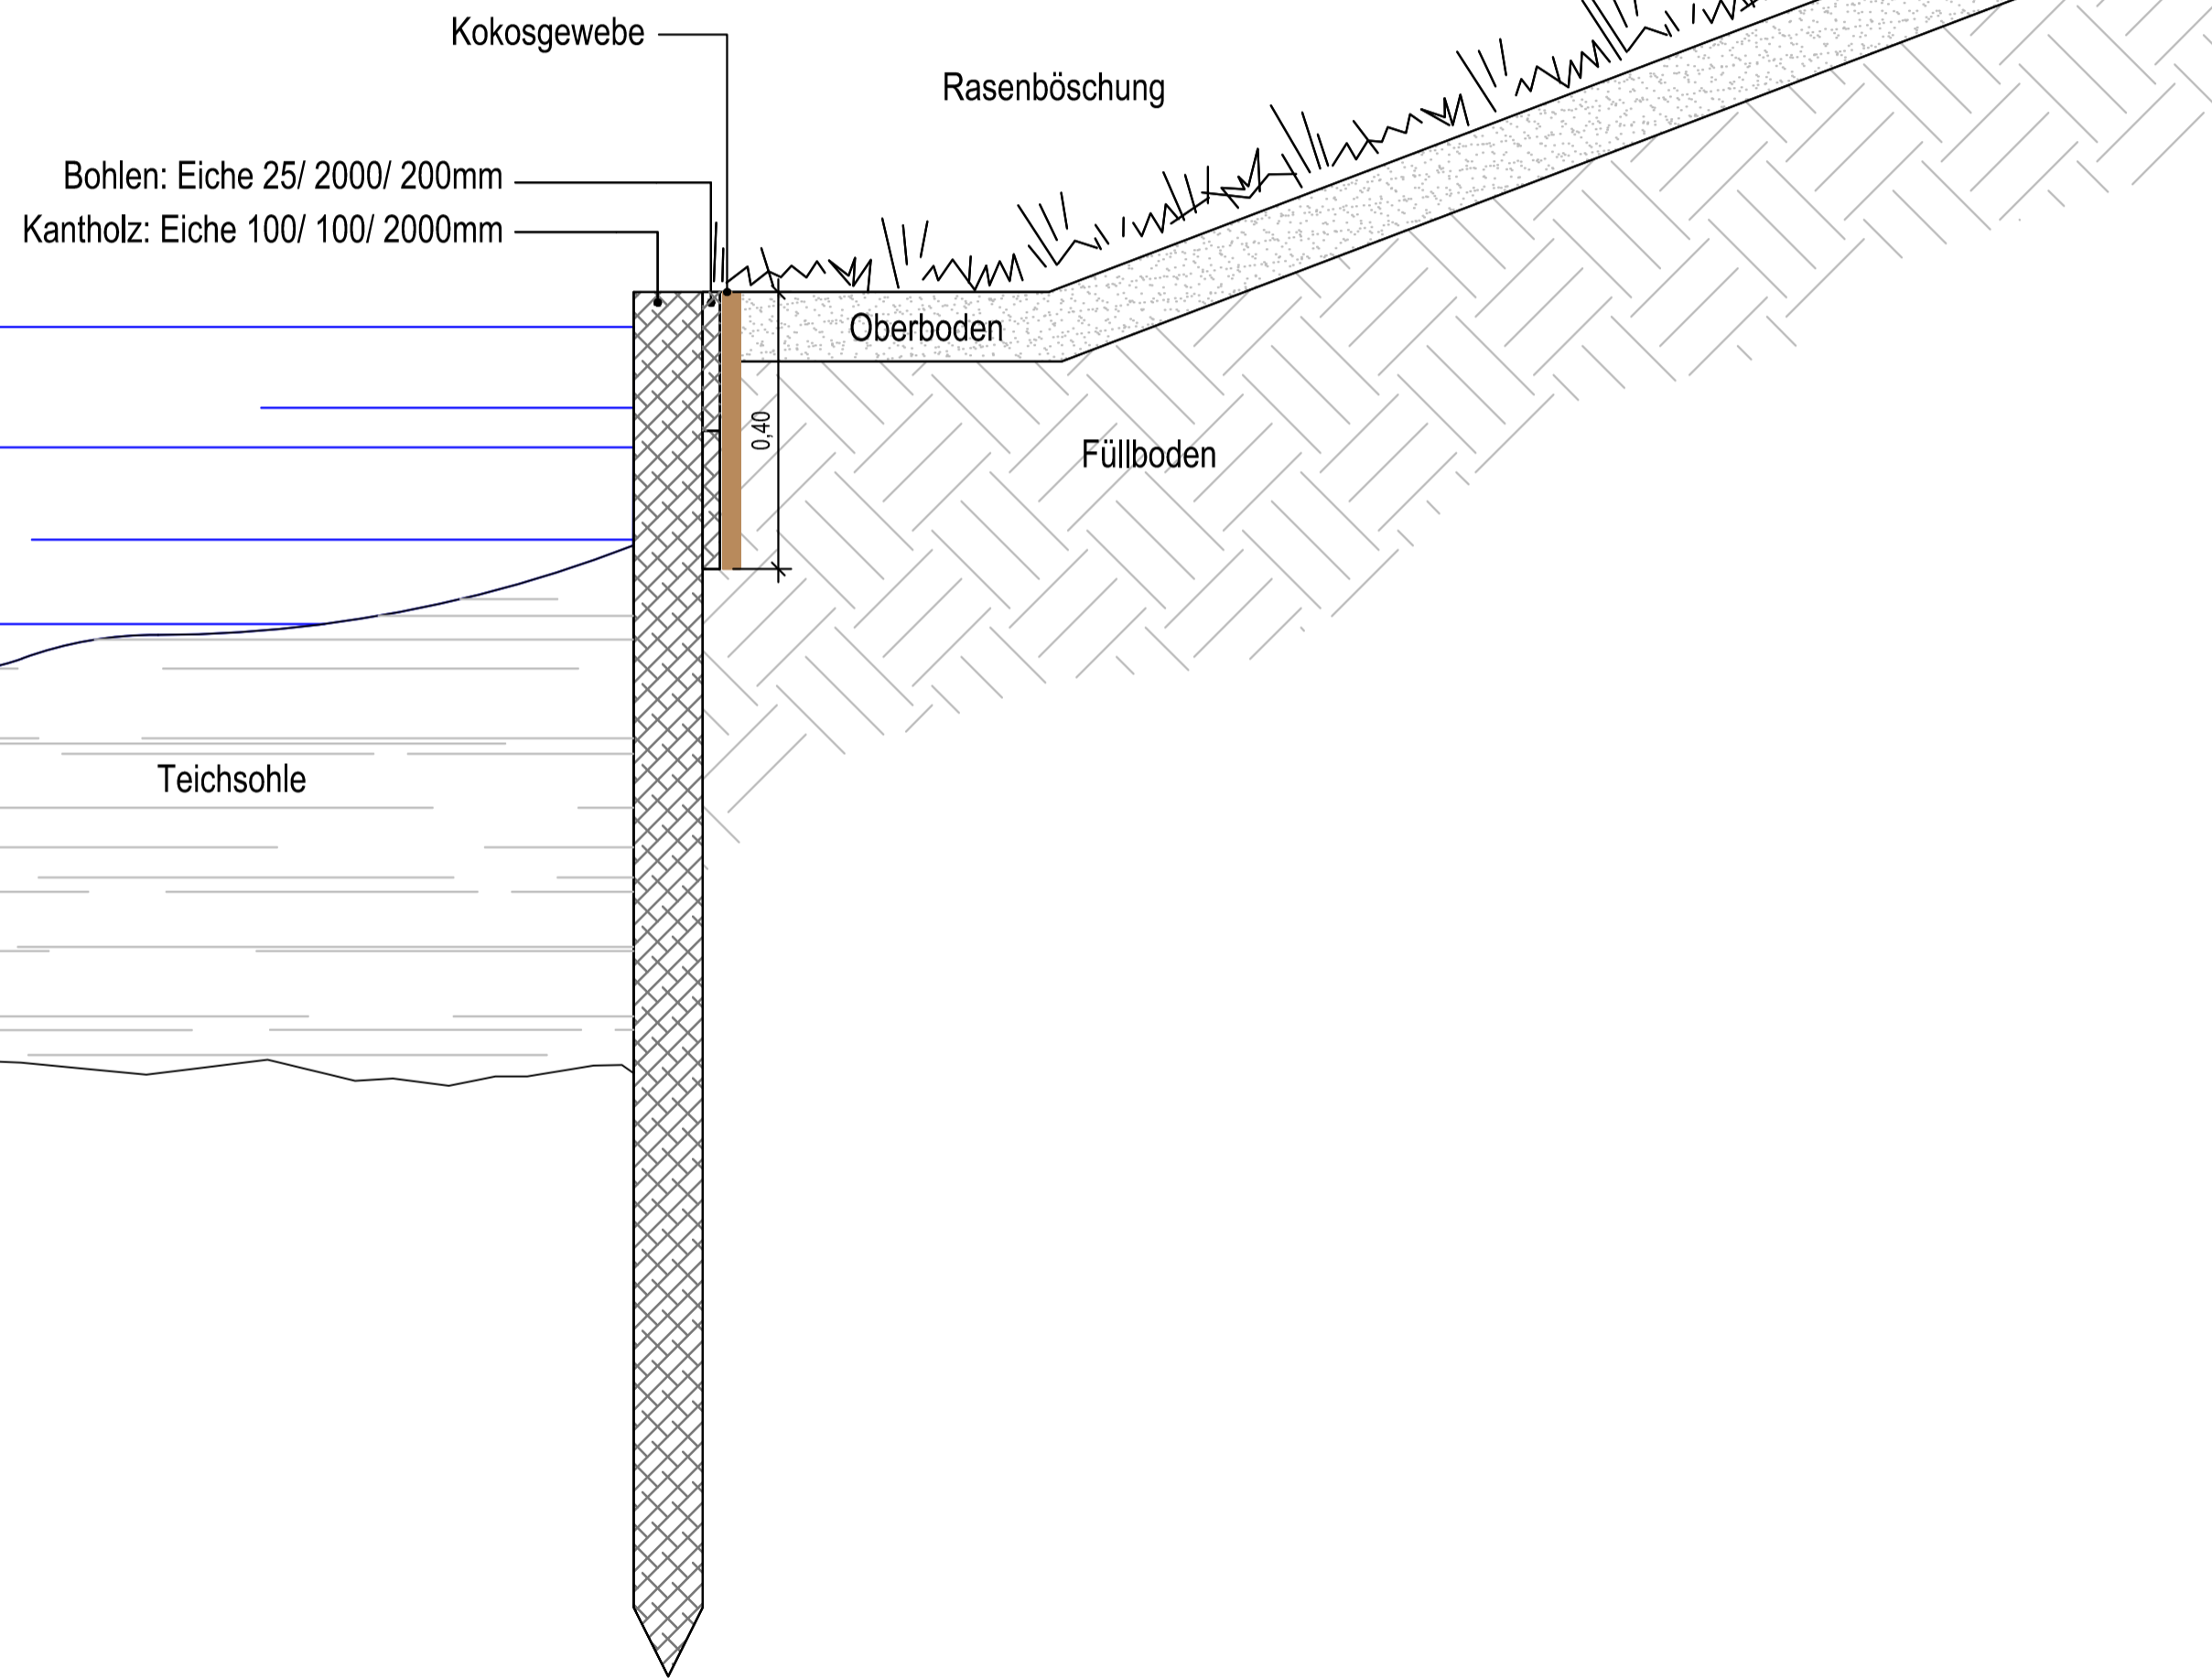 Kokosgewebe
Rasenböschung
Bohlen: Eiche 25/ 2000/ 200mm
Kantholz: Eiche 100/ 100/ 2000mm
Oberboden
0,40
Füllboden
Teichsohle